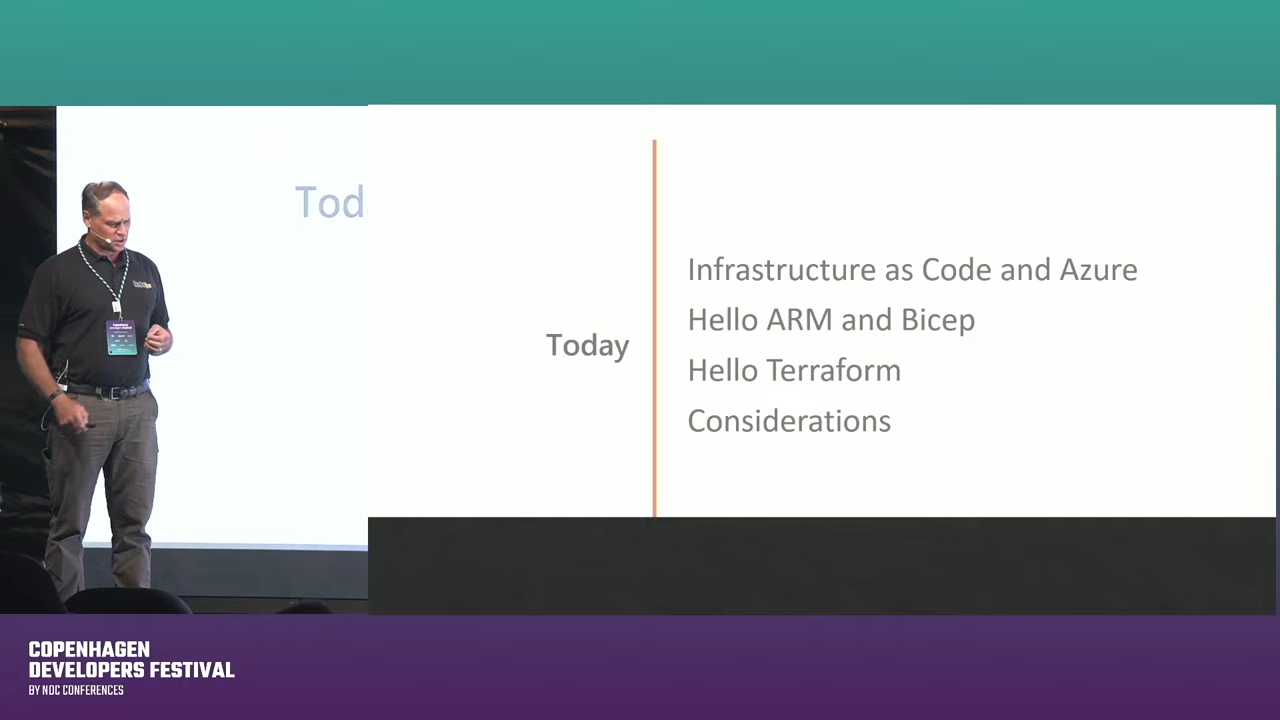 Tod
Today
Infrastructure as Code and Azure
Hello ARM and Bicep
Hello Terraform
Considerations
COPENHAGEN
DEVELOPERS FESTIVAL
BY NDC CONFERENCES